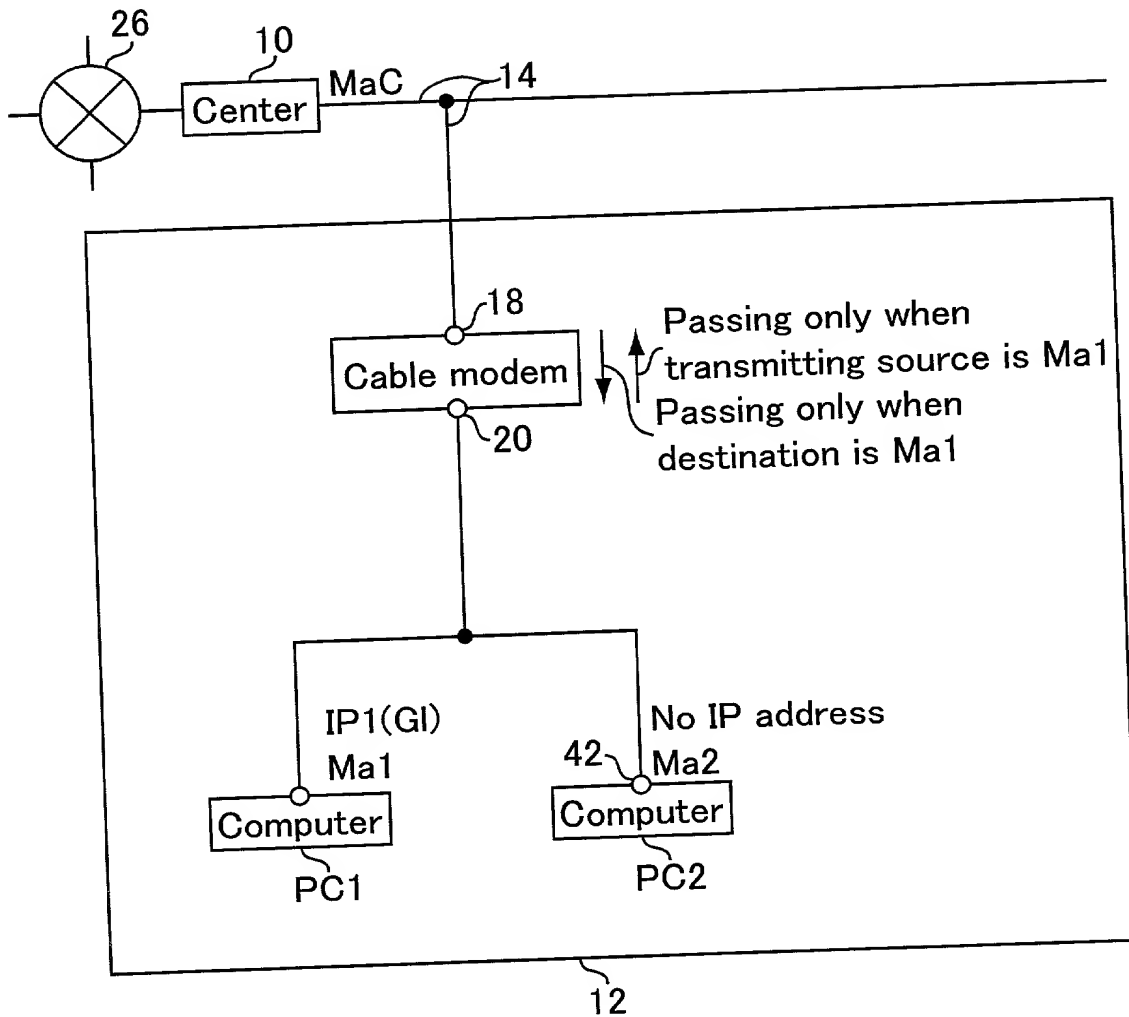 26
10
Center
MaC
14
18
Cable modem
20
Passing only when
transmitting source is Ma1
Passing only when
destination is Ma1
IP1(GI)
Ma1
No IP address
42
Ma2
Computer
Computer
PC1
PC2
12